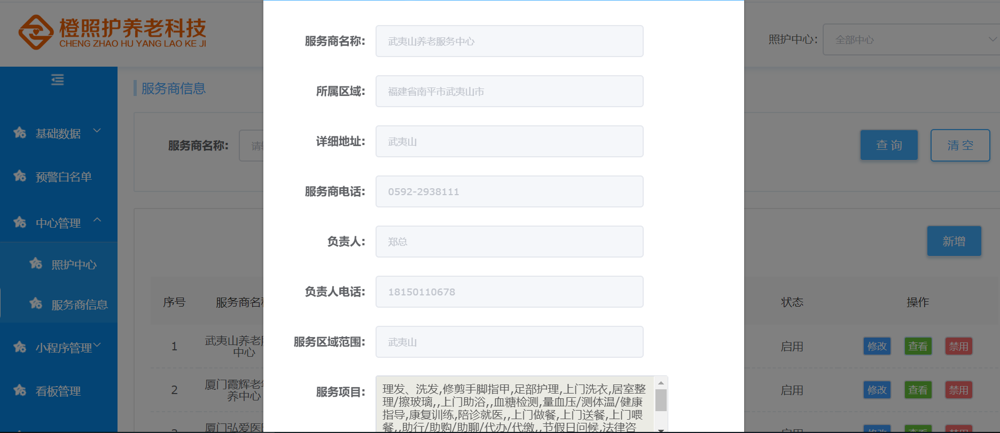 橙照护养老科技
CHENG ZHAO HU YANG LAO KE JI
照护中心:
全部中心
服务商信息
基础数据
预警白名单
中心管理
照护中心
服务商信息
小程序管理
看板管理
服务商名称:
查 询
清 空
新增
序号
服务商名
状态
操作
1
武夷山养老
中心
启用
修改
查看
禁用
2
厦门霞辉老
养中心
启用
修改
查看
禁用
厦门弘爱医
服务商名称:
武夷山养老服务中心
所属区域:
福建省南平市武夷山市
详细地址:
武夷山
服务商电话:
0592-2938111
负责人:
郑总
负责人电话:
18150110678
服务区域范围:
武夷山
服务项目:
理发、洗发,修剪手脚指甲,足部护理,上门洗衣,居室整
理/擦玻璃,,上门助浴,,血糖检测,量血压/测体温/健康
指导,康复训练,陪诊就医,,上门做餐,上门送餐,上门喂
餐,,助行/助购/助聊/代办/代缴,,节假日问候,法律咨